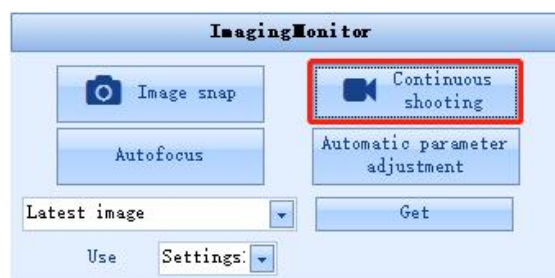 ImagingMonitor
Image snap
Continuous
shooting
Autofocus
Automatic parameter
adjustment
Latest image
Get
Use
Settings